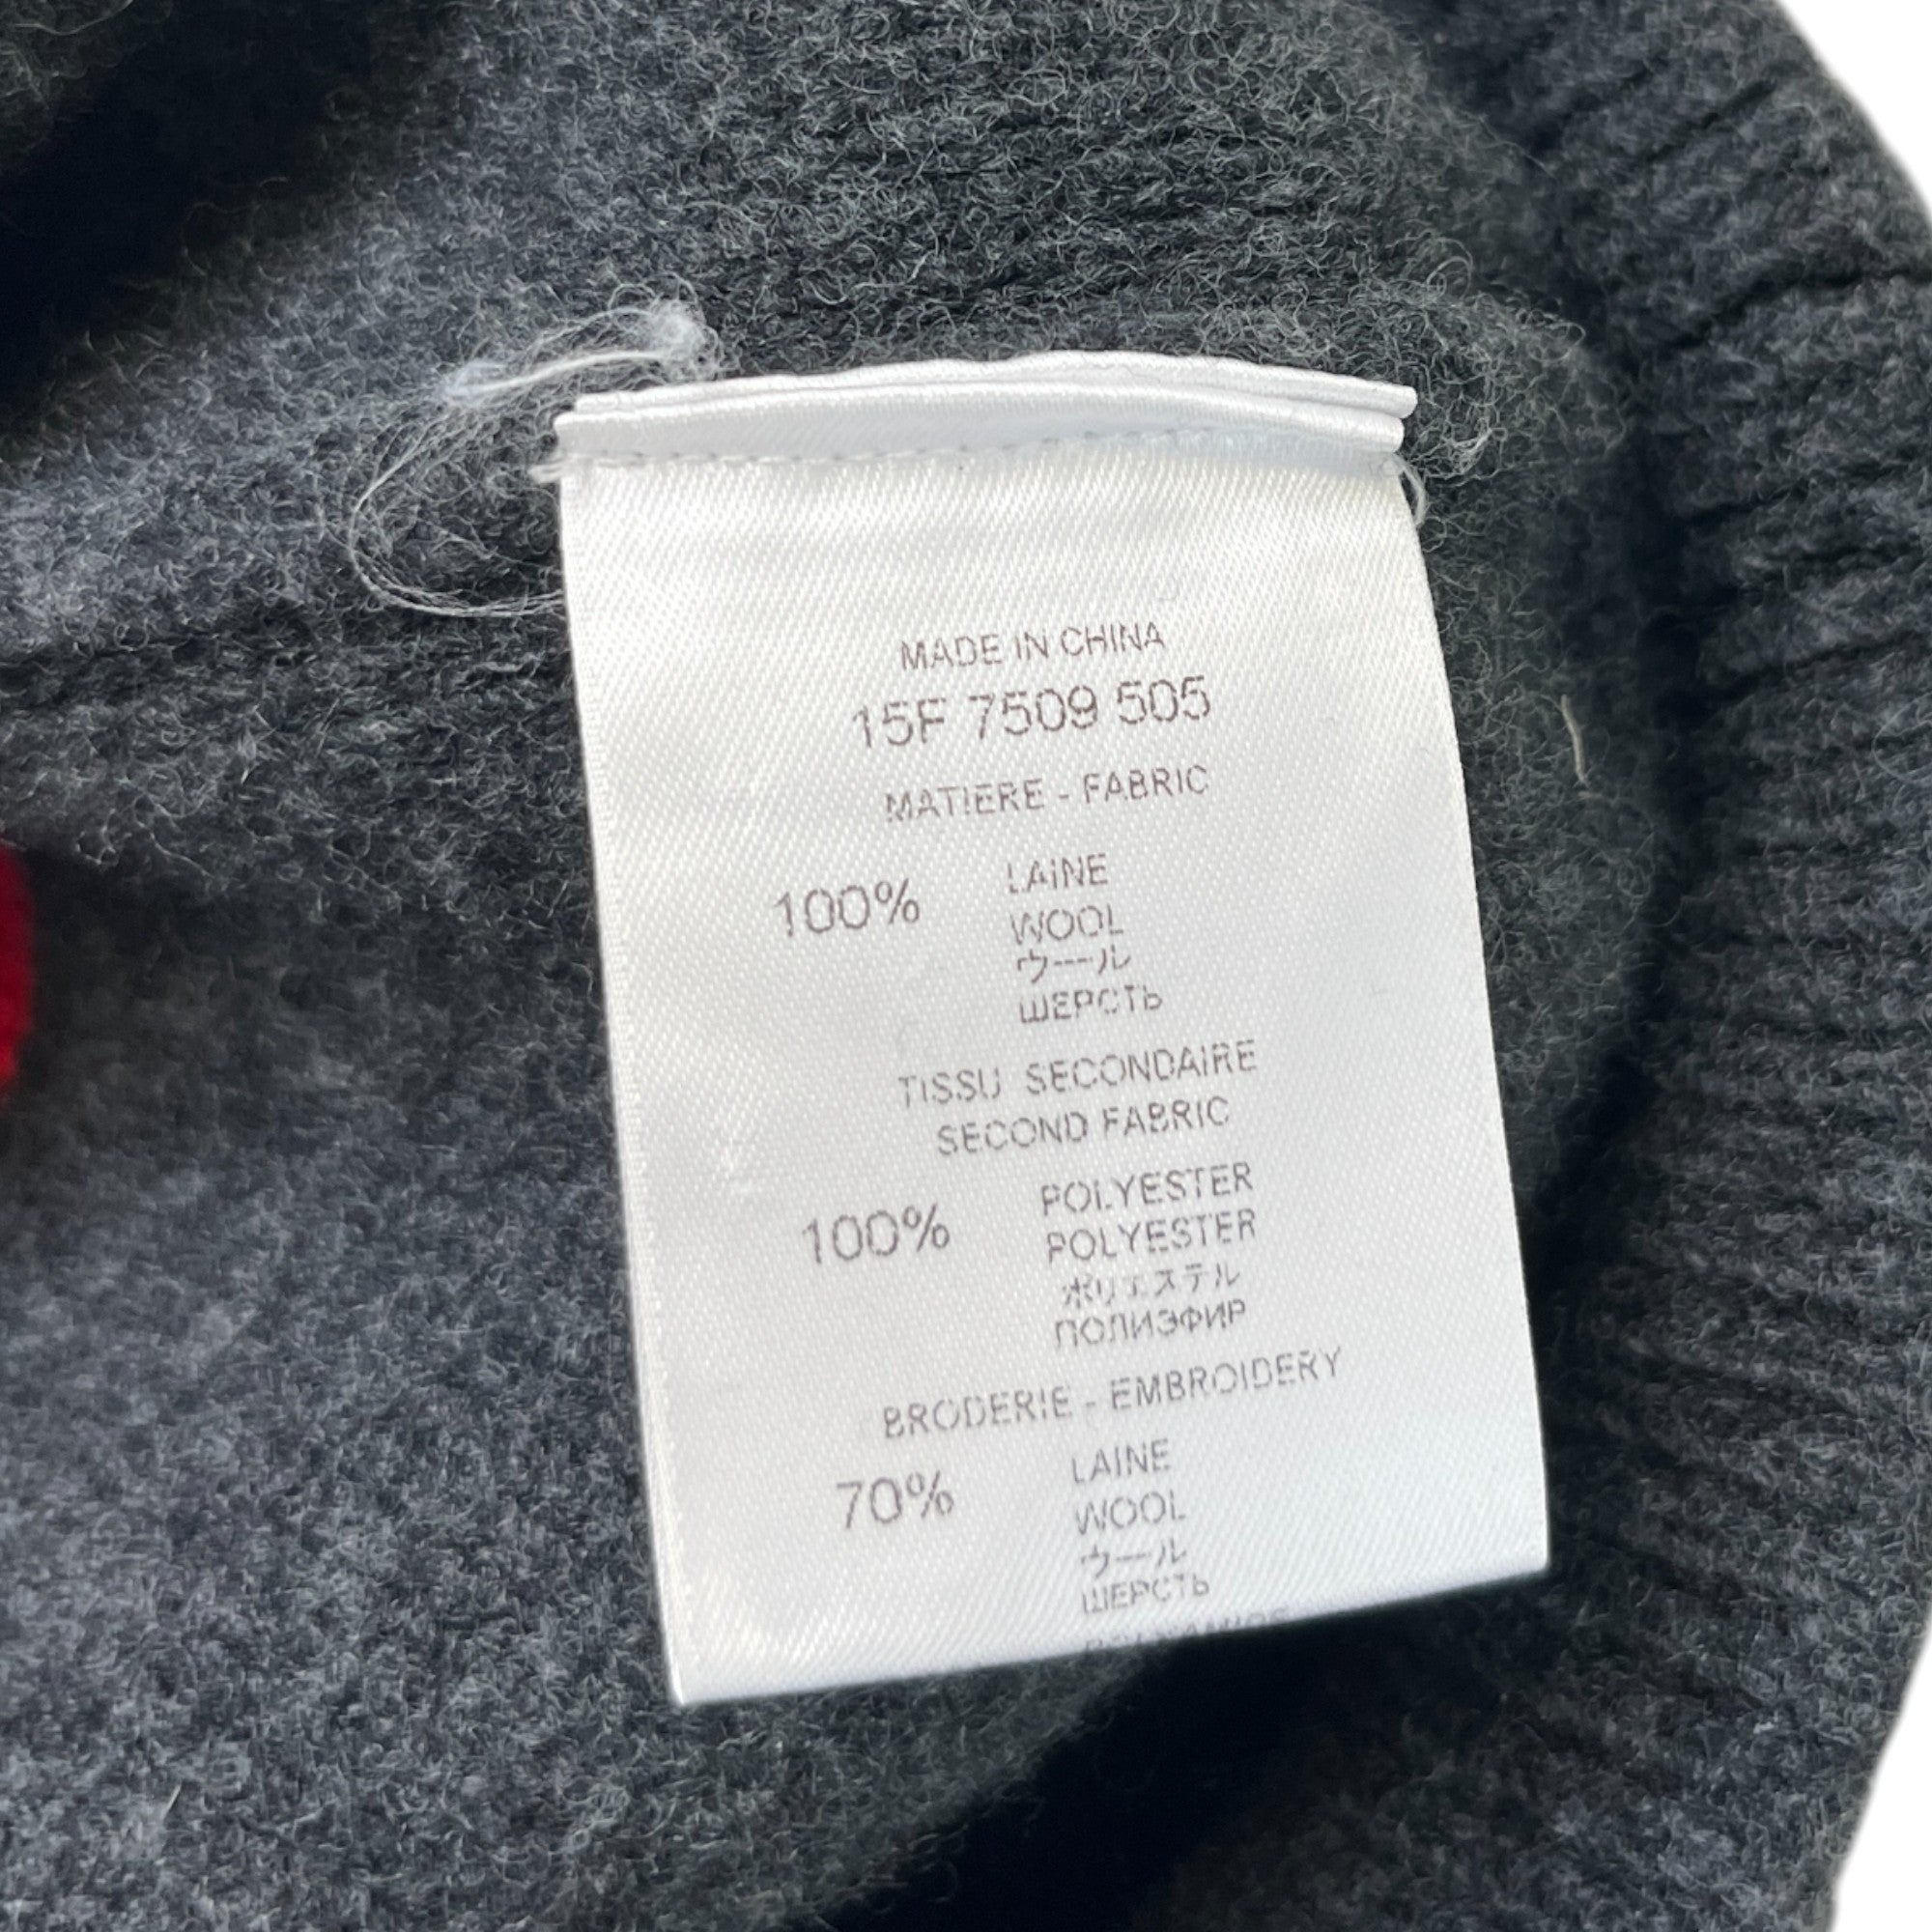 MADE IN CHINA
15F 7509 505
MATIERE - FABRIC
100% LAINE
WOOL
ウール
ШЕРСТЬ
TISSU SECONDAIRE
SECOND FABRIC
100% POLYESTER
POLYESTER
ポリエステル
ПОЛИЭФИР
BRODERIE - EMBROIDERY
70% LAINE
WOOL
ウール
ШЕРСТЬ